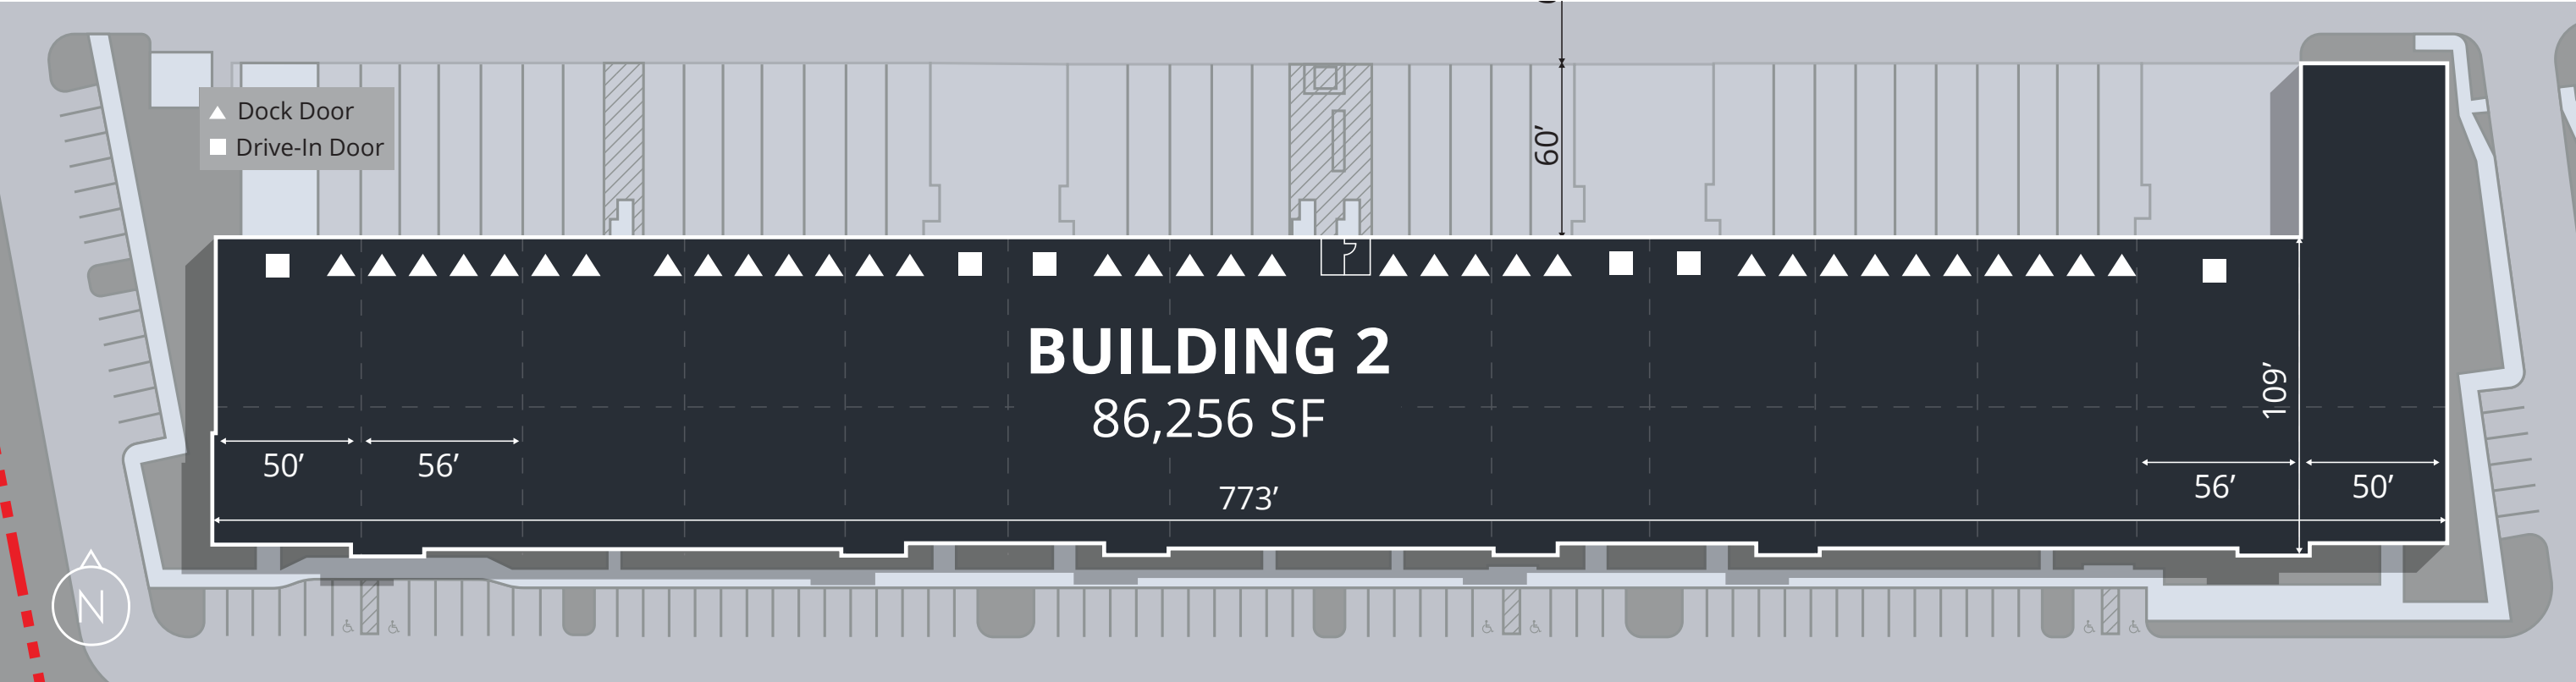 Dock Door
Drive-In Door
60’
BUILDING 2
86,256 SF
109’
50’
56’
56’
50’
773’
N